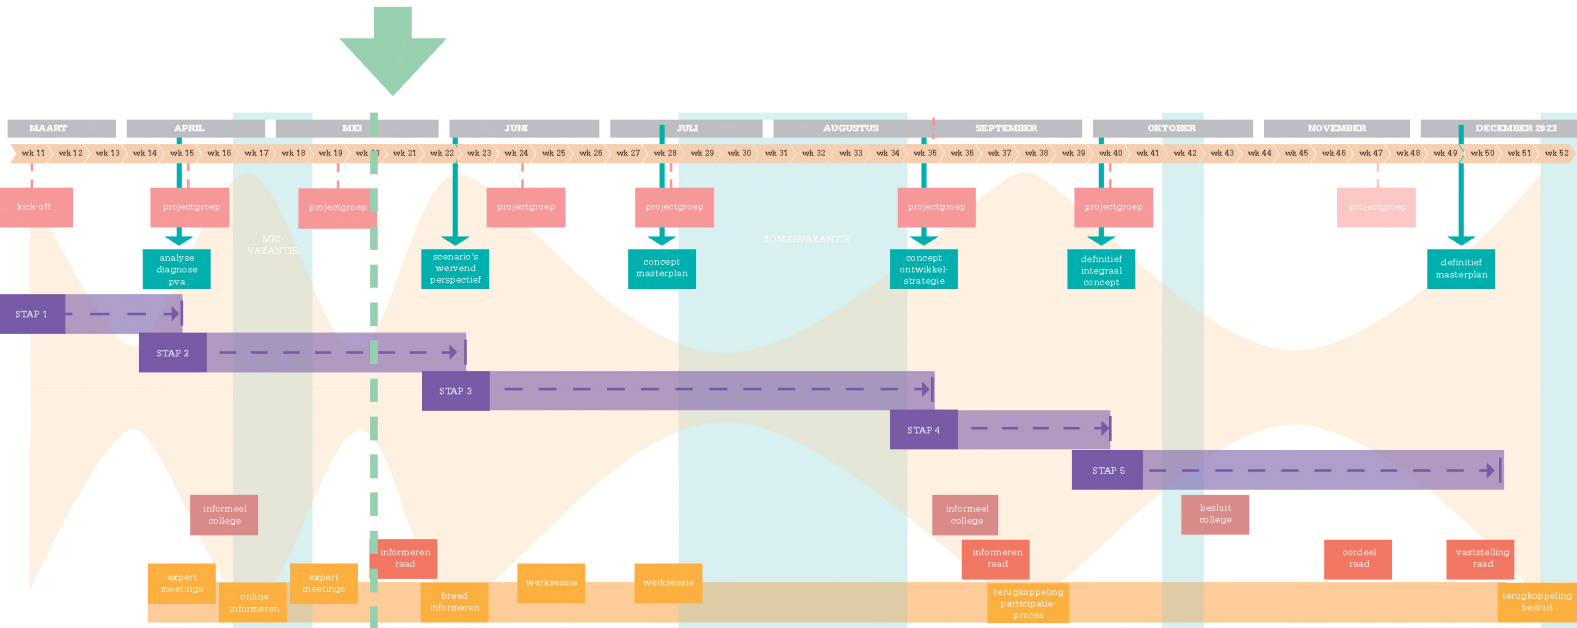 MAART APRIL MEI JUNI JULI AUGUSTUS SEPTEMBER OKTOBER NOVEMBER DECEMBER 2023
wk 11 wk 12 wk 13 wk 14 wk 15 wk 16 wk 17 wk 18 wk 19 wk 21 wk 22 wk 23 wk 24 wk 25 wk 26 wk 27 wk 28 wk 29 wk 30 wk 31 wk 32 wk 33 wk 34 wk 35 wk 36 wk 37 wk 38 wk 39 wk 40 wk 41 wk 42 wk 43 wk 44 wk 45 wk 46 wk 47 wk 48 wk 49 wk 50 wk 51 wk 52
kick-off
projectgroep
projectgroep
projectgroep
projectgroep
projectgroep
projectgroep
projectgroep
MEI-
VAKANTIE
ZOMERVAKANTIE
analyse
diagnose
pva
scenario's
wervend
perspectief
concept
masterplan
concept
ontwikkel-
strategie
definitief
integraal
concept
definitief
masterplan
STAP 1
STAP 2
STAP 3
STAP 4
STAP 5
informeel
college
informeel
college
besluit
college
informeren
raad
informeren
raad
oordeel
raad
vaststelling
raad
expert
meetings
online
informeren
expert
meetings
breed
informeren
werksessie
werksessie
terugkoppeling
participatie-
proces
terugkoppeling
besluit